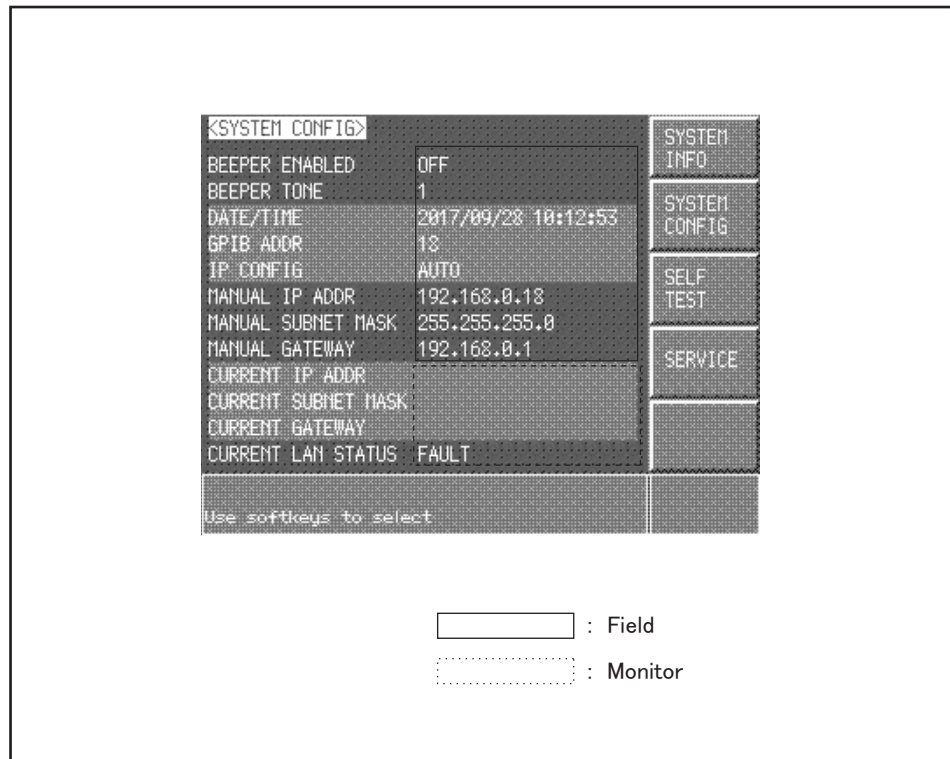 <SYSTEM CONFIG>
BEEPER ENABLED OFF
BEEPER TONE 1
DATE/TIME 2017/09/28 10:12:53
GPIB ADDR 18
IP CONFIG AUTO
MANUAL IP ADDR 192.168.0.18
MANUAL SUBNET MASK 255.255.255.0
MANUAL GATEWAY 192.168.0.1
CURRENT IP ADDR
CURRENT SUBNET MASK
CURRENT GATEWAY
CURRENT LAN STATUS FAULT
SYSTEM
INFO
SYSTEM
CONFIG
SELF
TEST
SERVICE
Use softkeys to select
: Field
: Monitor